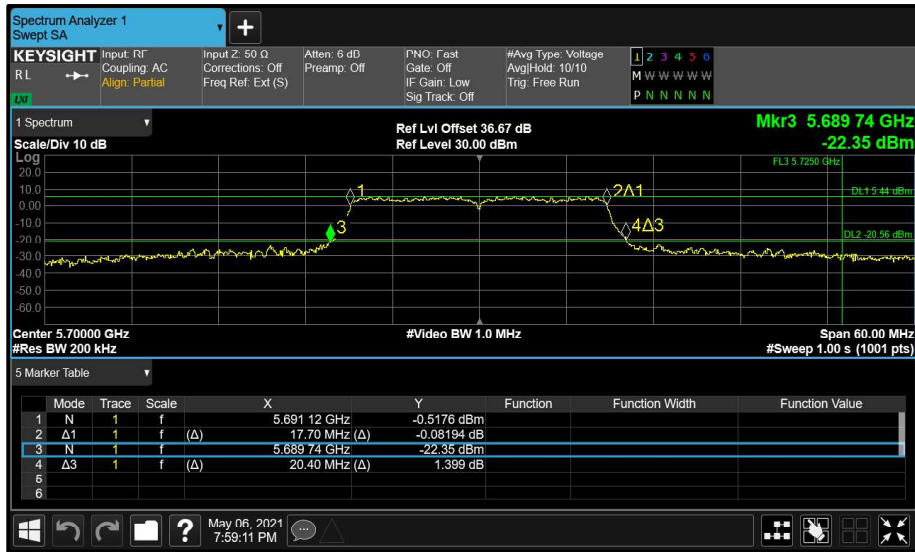 Spectrum Analyzer 1
Swept SA
+
KEYSIGHT Input: RF Input Z: 50 Ω Atten: 6 dB PNO: Fast #Avg Type: Voltage 1 2 3 4 5 6
RL Coupling: AC Corrections: Off Preamp: Off Gate: Off Avg|Hold: 10/10 M W W W W W
Align: Partial Freq Ref: Ext (S) IF Gain: Low Trig: Free Run
LXI Sig Track: Off P N N N N N
1 Spectrum Ref Lvl Offset 36.67 dB Mkr3 5.689 74 GHz
Scale/Div 10 dB Ref Level 30.00 dBm -22.35 dBm
Log FL3 5.7250 GHz
20.0
10.0 1 2Δ1 DL1 5.44 dBm
0.00
-10.0 3 4Δ3
-20.0 DL2 -20.56 dBm
-30.0
-40.0
-50.0
-60.0
Center 5.70000 GHz #Video BW 1.0 MHz Span 60.00 MHz
#Res BW 200 kHz #Sweep 1.00 s (1001 pts)
5 Marker Table
Mode Trace Scale X Y Function Function Width Function Value
1 N 1 f 5.691 12 GHz -0.5176 dBm
2 Δ1 1 f (Δ) 17.70 MHz (Δ) -0.08194 dB
3 N 1 f 5.689 74 GHz -22.35 dBm
4 Δ3 1 f (Δ) 20.40 MHz (Δ) 1.399 dB
5
6
? May 06, 2021
7:59:11 PM